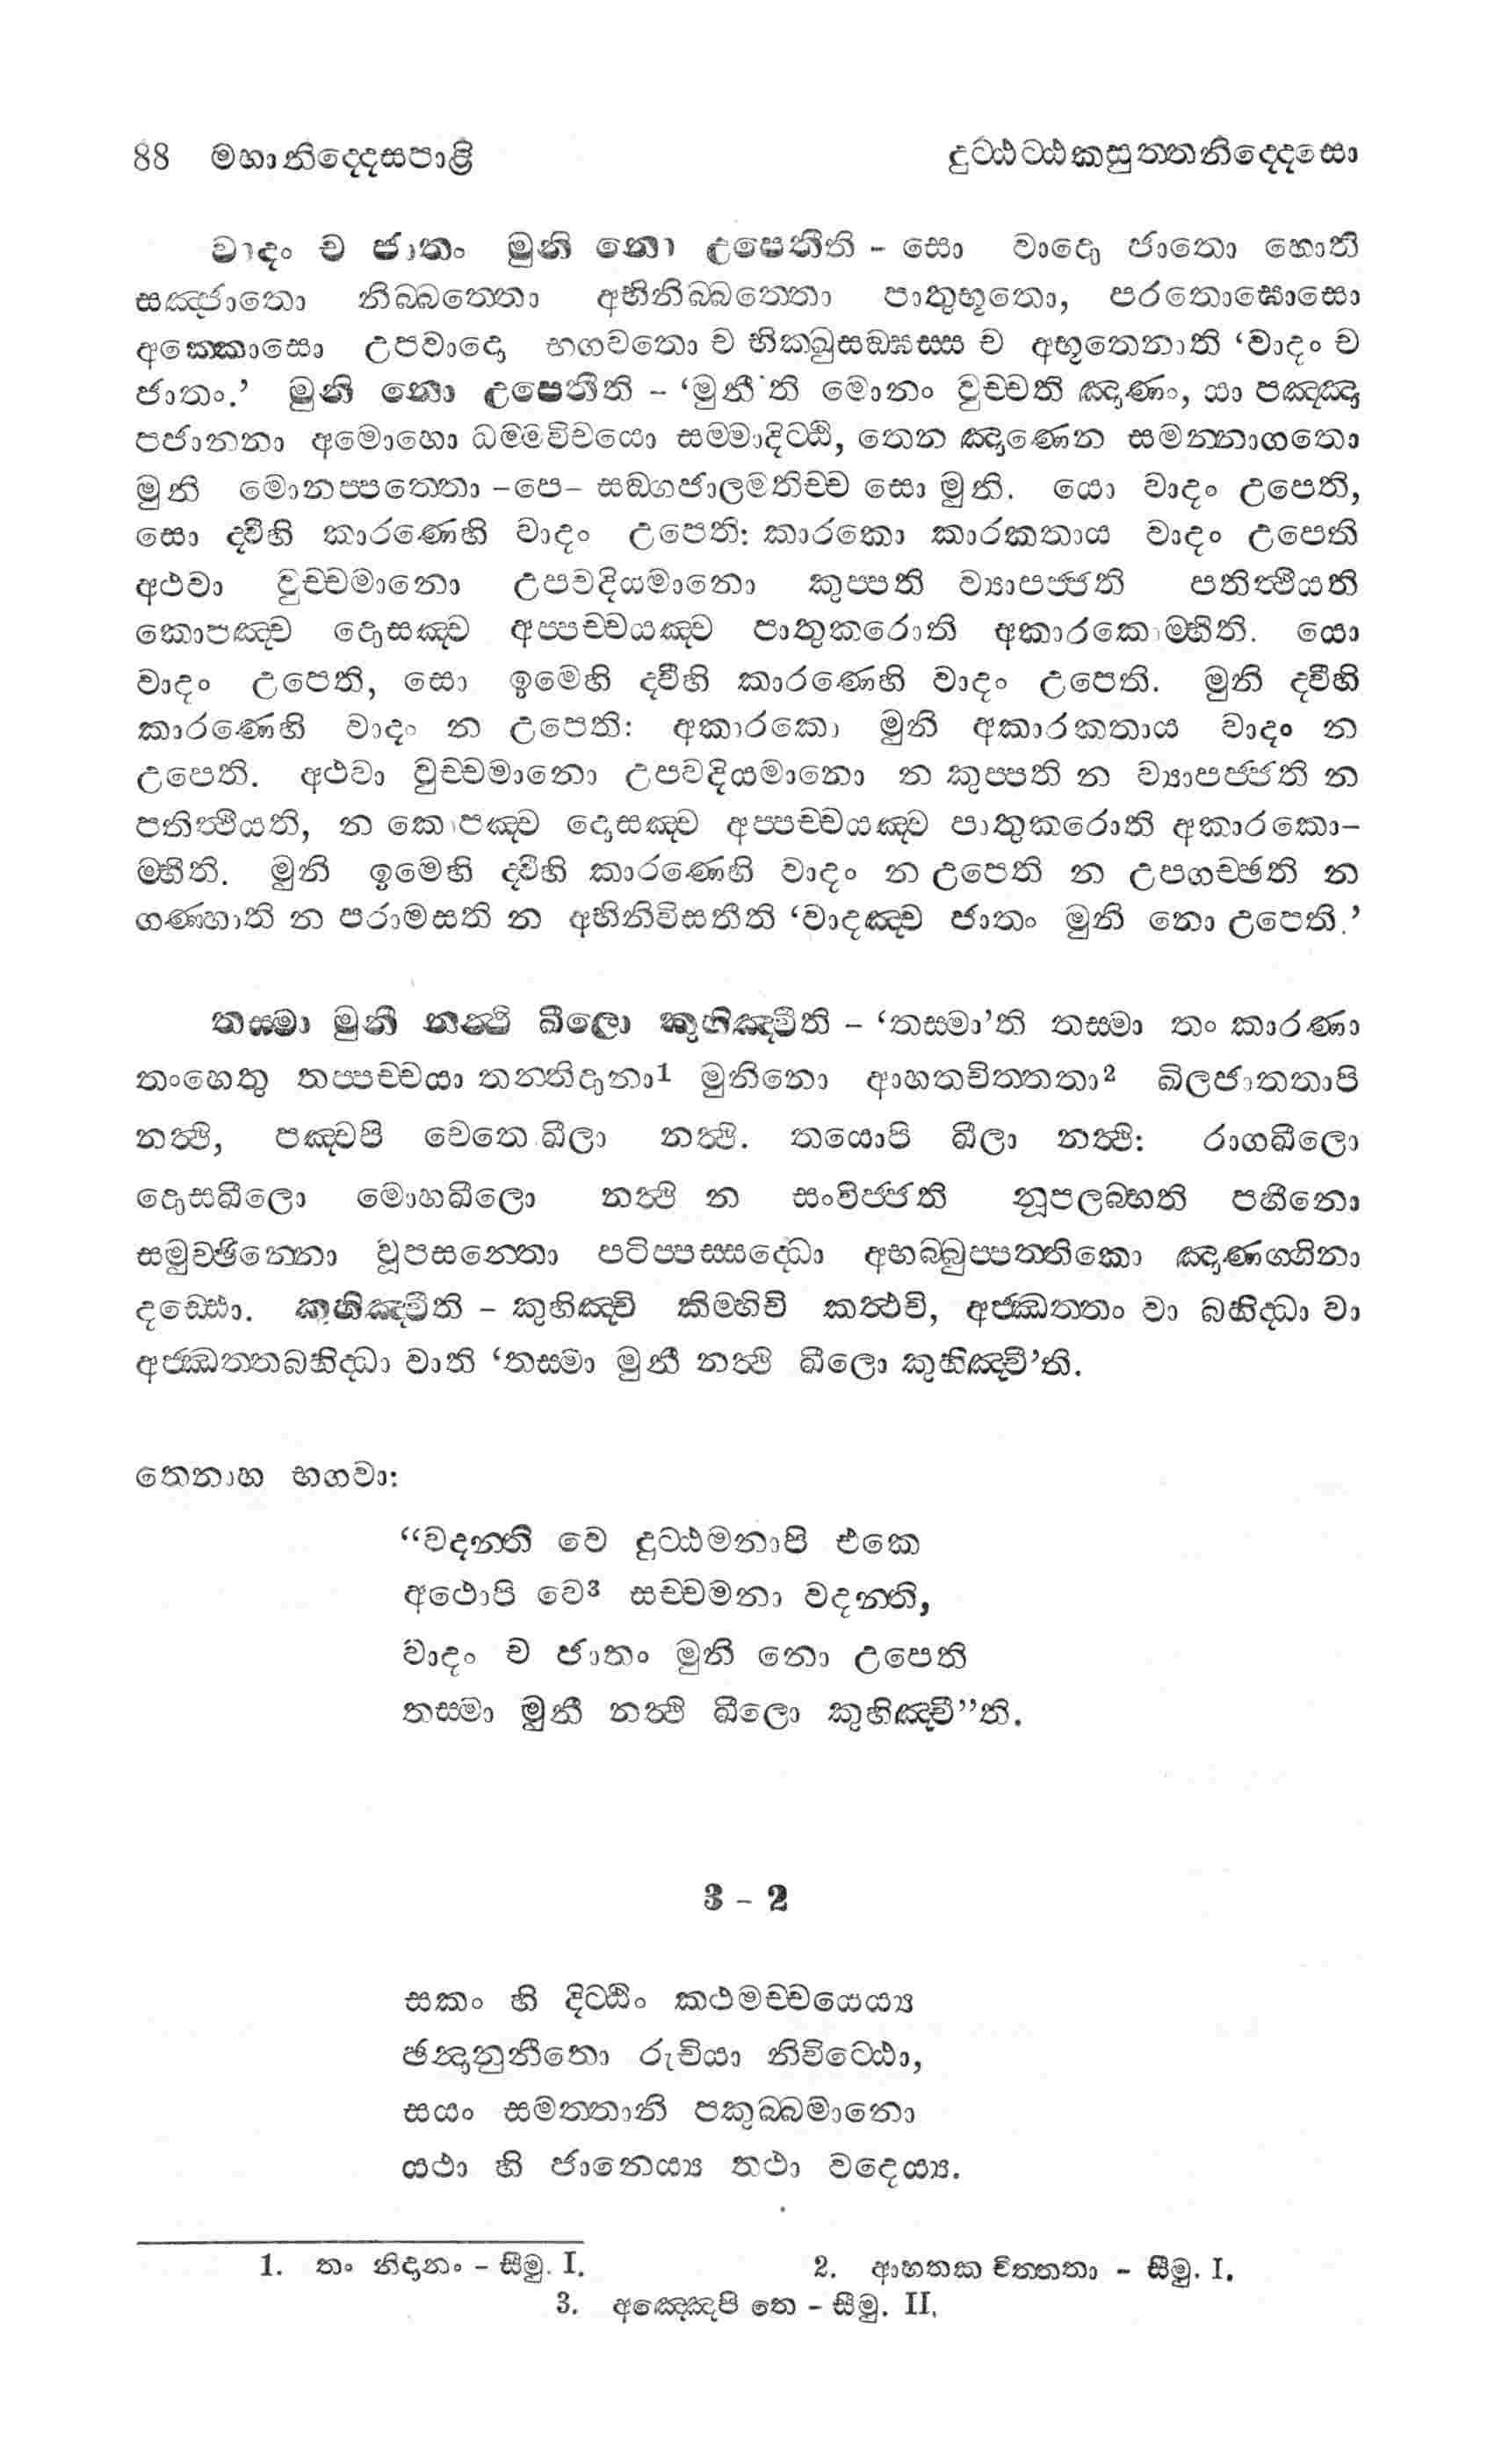 88 මහානිද්දෙසපාළි දුට්ඨට්ඨකසුත්තනිද්දෙසො
වාදං ච ජාතං මුනි නො උපෙතීති - සො වාදො ජාතො හොති
සඤ්ජාතො නිබ්බත්තො අභිනිබ්බත්තො පාතුභූතො, පරතොඝොසො
අක්කොසො උපවාදො භගවතො ච භික්ඛුසඞ්ඝස්ස ච අභූතෙනාති ‘වාදං ච
ජාතං.’ මුනි නො උපෙතීති - ‘මුනී’ති මොනං වුච්චති ඤාණං, යා පඤ්ඤා
පජානනා අමොහො ධම්මවිචයො සම්මාදිට්ඨි, තෙන ඤාණෙන සමන්නාගතො
මුනි මොනප්පත්තො -පෙ- සඞ්ගජාලමතිච්ච සො මුනි. යො වාදං උපෙති,
සො ද්වීහි කාරණෙහි වාදං උපෙති: කාරකො කාරකතාය වාදං උපෙති
අථවා වුච්චමානො උපවදියමානො කුප්පති ව්‍යාපජ්ජති පතිත්ථීයති
කොපඤ්ච දොසඤ්ච අප්පච්චයඤ්ච පාතුකරොති අකාරකොම්හීති. යො
වාදං උපෙති, සො ඉමෙහි ද්වීහි කාරණෙහි වාදං උපෙති. මුනි ද්වීහි
කාරණෙහි වාදං න උපෙති: අකාරකො මුනි අකාරකතාය වාදං න
උපෙති. අථවා වුච්චමානො උපවදියමානො න කුප්පති න ව්‍යාපජ්ජති න
පතිත්ථීයති, න කොපඤ්ච දොසඤ්ච අප්පච්චයඤ්ච පාතුකරොති අකාරකො-
ම්හීති. මුනි ඉමෙහි ද්වීහි කාරණෙහි වාදං න උපෙති න උපගච්ඡති න
ගණ්හාති න පරාමසති න අභිනිවිසතීති ‘වාදඤ්ච ජාතං මුනි නො උපෙති.’
තස්මා මුනී නත්ථි ඛීලො කුහිඤ්චීති - ‘තස්මා’ති තස්මා තං කාරණා
තංහෙතු තප්පච්චයා තන්තිදානා1 මුනිනො ආහතචිත්තතා2 ඛිලජාතතාපි
නත්ථි, පඤ්චපි චෙතොඛීලා නත්ථි. තයොපි ඛීලා නත්ථි: රාගඛීලො
දොසඛීලො මොහඛීලො නත්ථි න සංවිජ්ජති නූපලබ්භති පහීනො
සමුච්ඡින්නො වූපසන්තො පටිප්පස්සද්ධො අභබ්බුප්පත්තිකො ඤාණග්ගිනා
දඩ්ඪො. කුහිඤ්චීති - කුහිඤ්චි කිම්හිචි කත්ථචි, අජ්ඣත්තං වා බහිද්ධා වා
අජ්ඣත්තබහිද්ධා වාති ‘තස්මා මුනී නත්ථි ඛීලො කුහිඤ්චී’ති.
තෙනාහ භගවා:
“වදන්ති වෙ දුට්ඨමනාපි එකෙ
අථොපි වෙ3 සච්චමනා වදන්ති,
වාදං ච ජාතං මුනි නො උපෙති
තස්මා මුනී නත්ථි ඛීලො කුහිඤ්චී”ති.
3 - 2
සකං හි දිට්ඨිං කථමච්චයෙය්‍ය
ඡන්දානුනීතො රුචියා නිවිට්ඨො,
සයං සමත්තානි පකුබ්බමානො
යථා හි ජානෙය්‍ය තථා වදෙය්‍ය.
1. තං නිදානං - සීමු. I. 2. ආහතක චිත්තතා - සීමු. I.
3. අඤ්ඤෙපි තෙ - සීමු. II.